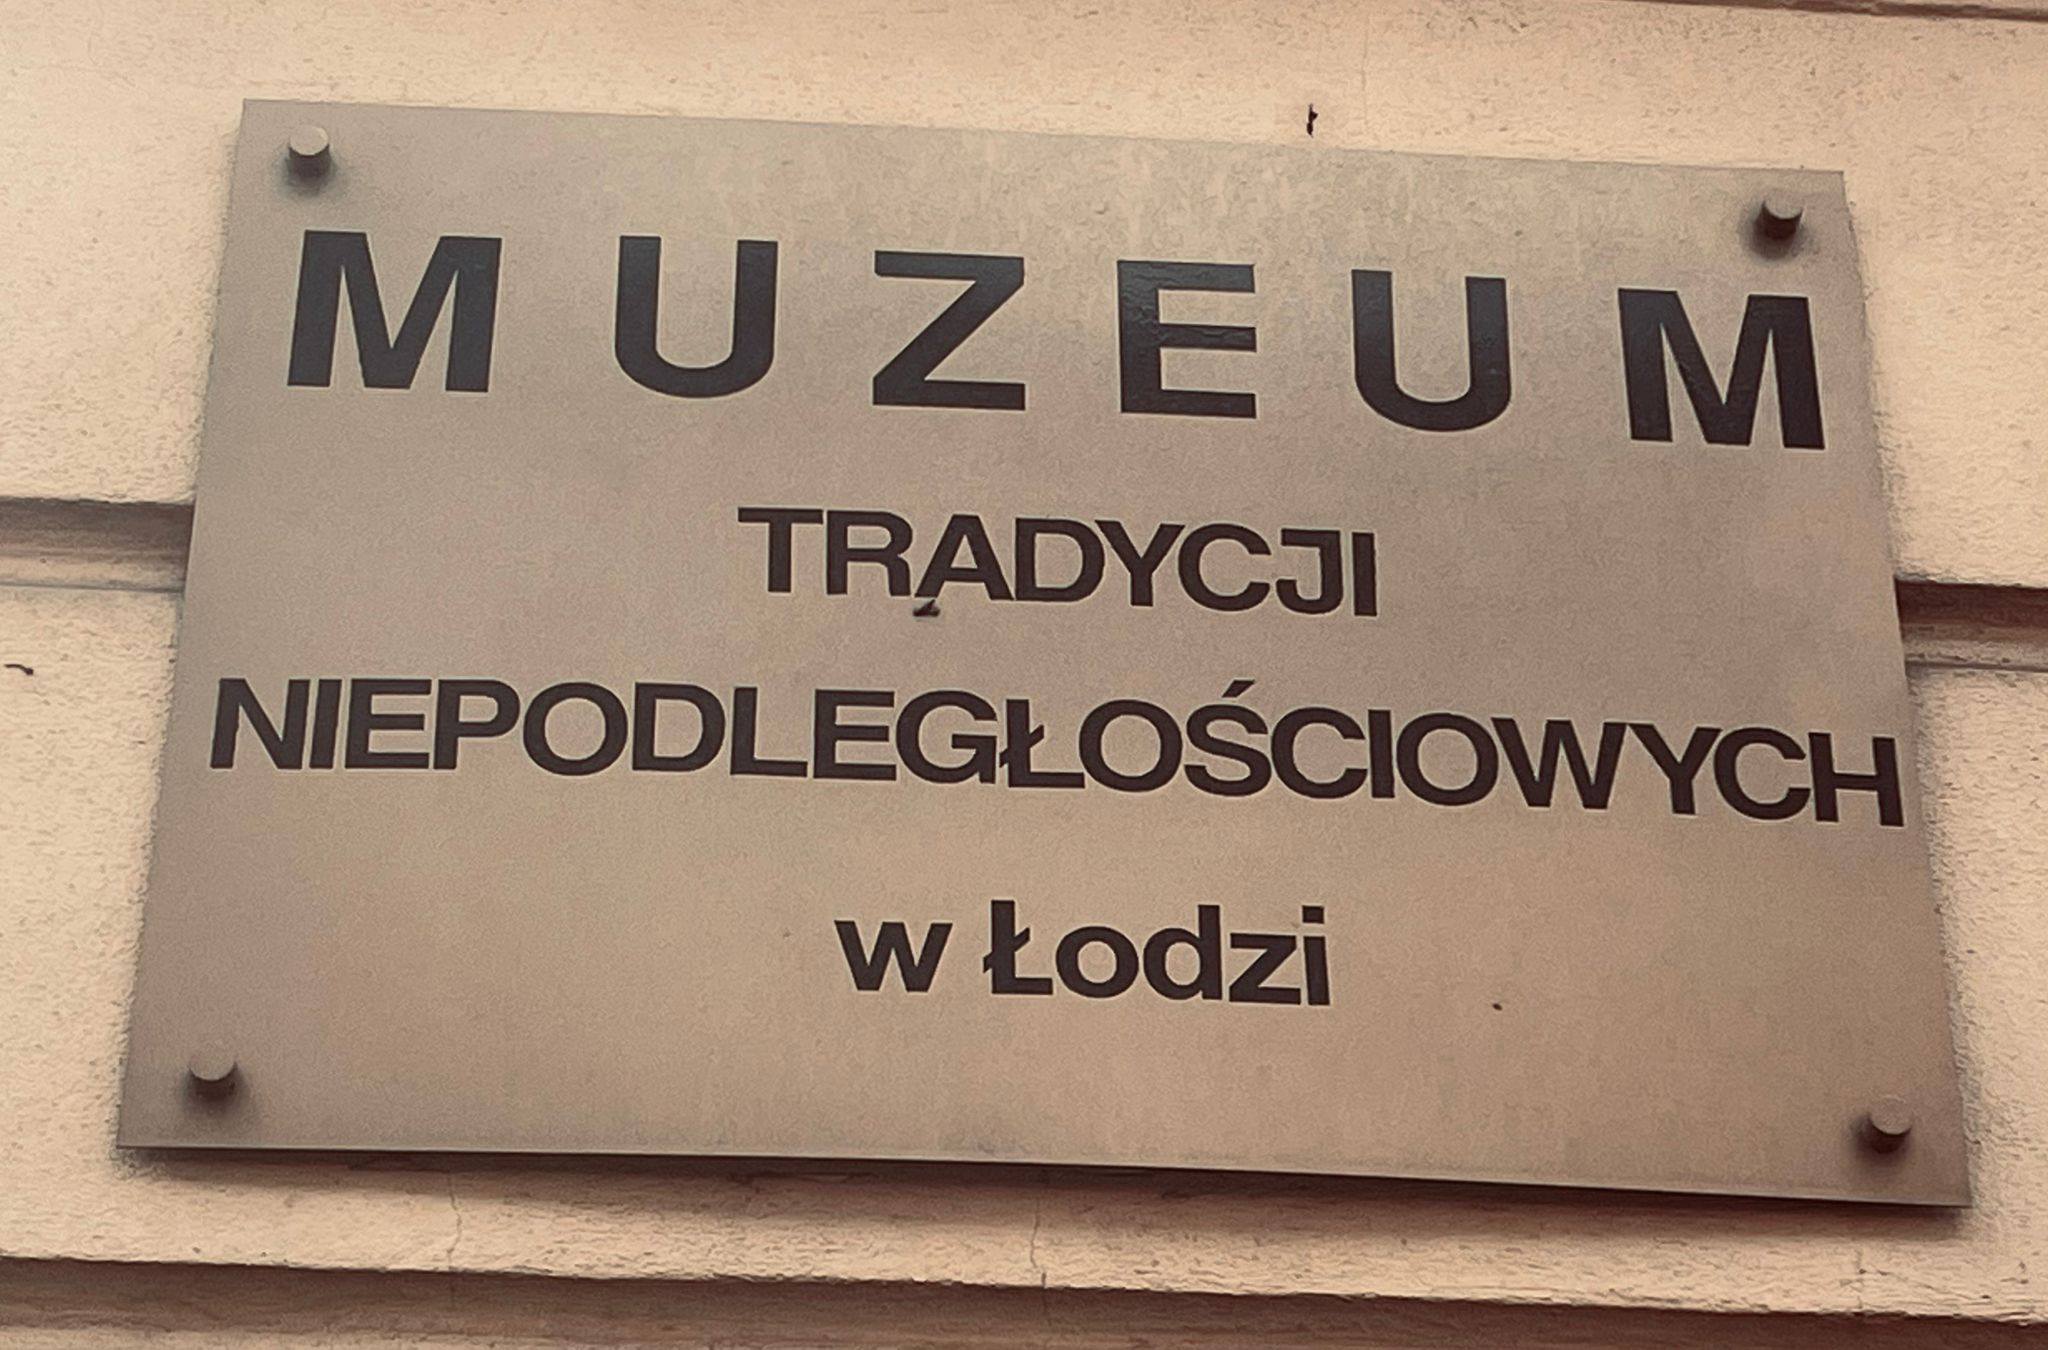 MUZEUM
TRADYCJI
NIEPODLEGŁOŚCIOWYCH
w Łodzi